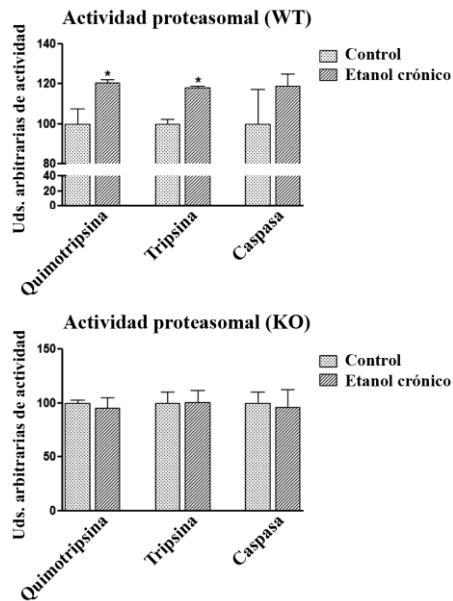 Actividad proteasomal (WT)
Uds. arbitrarias de actividad
140
120
100
80
40
20
0
*
*
Control
Etanol crónico
Quimotripsina
Tripsina
Caspasa
Actividad proteasomal (KO)
Uds. arbitrarias de actividad
150
100
50
0
Control
Etanol crónico
Quimotripsina
Tripsina
Caspasa